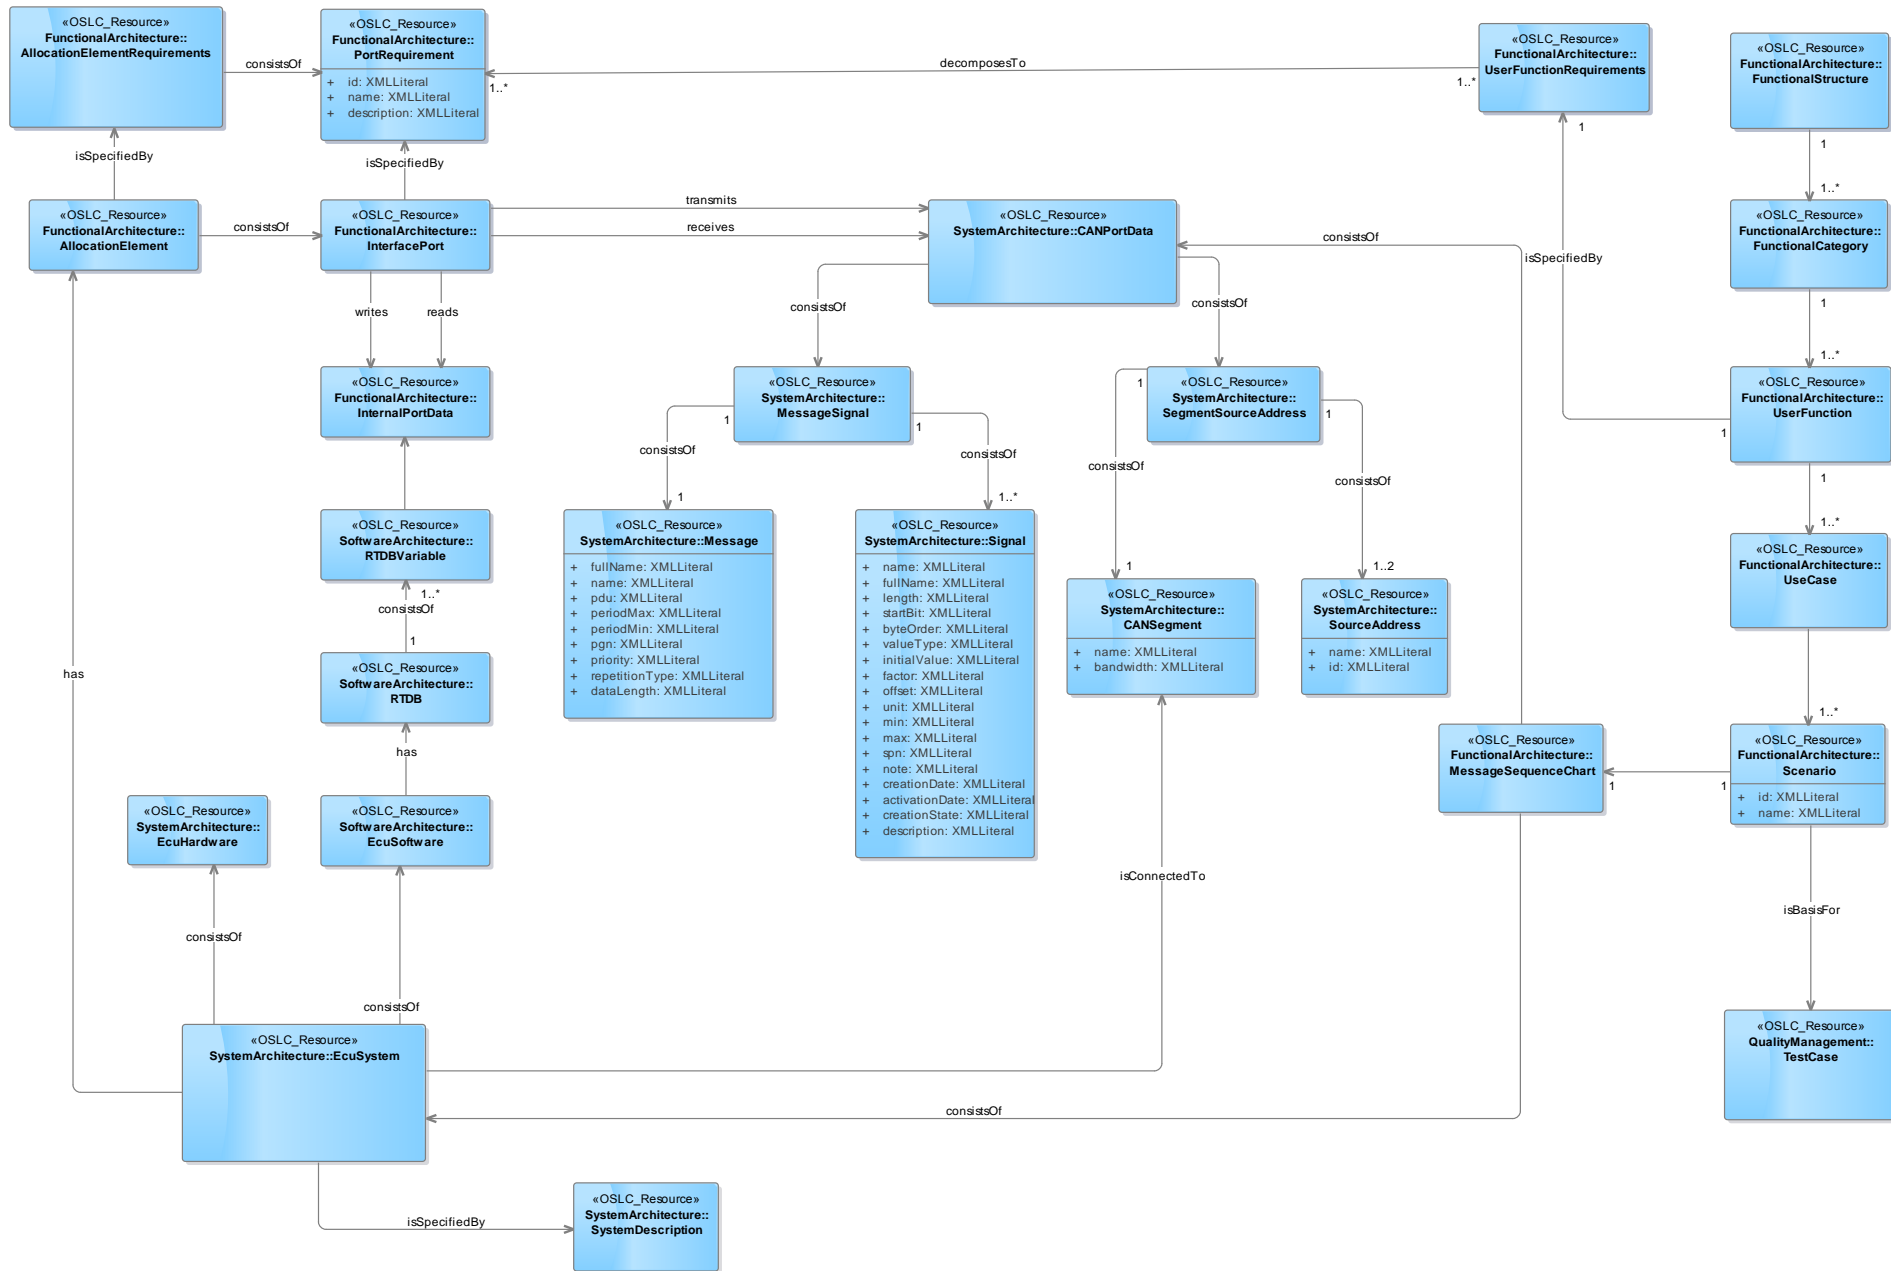 «OSLC_Resource»
FunctionalArchitecture::
AllocationElementRequirements
consistsOf
«OSLC_Resource»
FunctionalArchitecture::
PortRequirement
+ id: XMLLiteral
+ name: XMLLiteral
+ description: XMLLiteral
1..*
decomposesTo
1..*
«OSLC_Resource»
FunctionalArchitecture::
UserFunctionRequirements
1
«OSLC_Resource»
FunctionalArchitecture::
FunctionalStructure
1
1..*
isSpecifiedBy
isSpecifiedBy
«OSLC_Resource»
FunctionalArchitecture::
AllocationElement
consistsOf
«OSLC_Resource»
FunctionalArchitecture::
InterfacePort
transmits
receives
«OSLC_Resource»
SystemArchitecture::CANPortData
consistsOf
isSpecifiedBy
«OSLC_Resource»
FunctionalArchitecture::
FunctionalCategory
1
1..*
writes
reads
consistsOf
consistsOf
«OSLC_Resource»
FunctionalArchitecture::
InternalPortData
«OSLC_Resource»
SystemArchitecture::
MessageSignal
1
1
consistsOf
consistsOf
1
1..*
«OSLC_Resource»
SystemArchitecture::
SegmentSourceAddress
1
1
consistsOf
consistsOf
1
1..2
«OSLC_Resource»
FunctionalArchitecture::
UserFunction
1
1
1..*
«OSLC_Resource»
SoftwareArchitecture::
RTDBVariable
1..*
consistsOf
1
«OSLC_Resource»
SystemArchitecture::Message
+ fullName: XMLLiteral
+ name: XMLLiteral
+ pdu: XMLLiteral
+ periodMax: XMLLiteral
+ periodMin: XMLLiteral
+ pgn: XMLLiteral
+ priority: XMLLiteral
+ repetitionType: XMLLiteral
+ dataLength: XMLLiteral
«OSLC_Resource»
SystemArchitecture::Signal
+ name: XMLLiteral
+ fullName: XMLLiteral
+ length: XMLLiteral
+ startBit: XMLLiteral
+ byteOrder: XMLLiteral
+ valueType: XMLLiteral
+ initialValue: XMLLiteral
+ factor: XMLLiteral
+ offset: XMLLiteral
+ unit: XMLLiteral
+ min: XMLLiteral
+ max: XMLLiteral
+ spn: XMLLiteral
+ note: XMLLiteral
+ creationDate: XMLLiteral
+ activationDate: XMLLiteral
+ creationState: XMLLiteral
+ description: XMLLiteral
«OSLC_Resource»
SystemArchitecture::
CANSegment
+ name: XMLLiteral
+ bandwidth: XMLLiteral
«OSLC_Resource»
SystemArchitecture::
SourceAddress
+ name: XMLLiteral
+ id: XMLLiteral
«OSLC_Resource»
FunctionalArchitecture::
UseCase
1..*
«OSLC_Resource»
SoftwareArchitecture::
RTDB
has
has
«OSLC_Resource»
FunctionalArchitecture::
MessageSequenceChart
1
1
«OSLC_Resource»
FunctionalArchitecture::
Scenario
+ id: XMLLiteral
+ name: XMLLiteral
«OSLC_Resource»
SystemArchitecture::
EcuHardware
«OSLC_Resource»
SoftwareArchitecture::
EcuSoftware
isConnectedTo
isBasisFor
consistsOf
consistsOf
«OSLC_Resource»
SystemArchitecture::EcuSystem
consistsOf
«OSLC_Resource»
QualityManagement::
TestCase
isSpecifiedBy
«OSLC_Resource»
SystemArchitecture::
SystemDescription